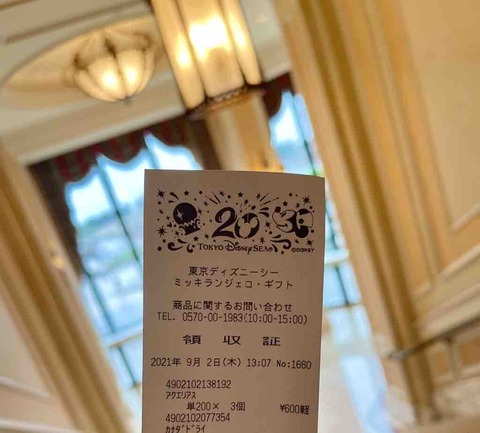 20
TOKYO DISNEYSEA®
©DISNEY
東京ディズニーシー
ミッキランジェロ・ギフト
商品に関するお問い合わせ
TEL. 0570-00-1983(10:00-15:00)
領 収 証
2021年 9月 2日(木) 13:07 No:1660
4902102138192
アクエリアス
単200× 3個 ¥600軽
4902102077354
カナダドライ